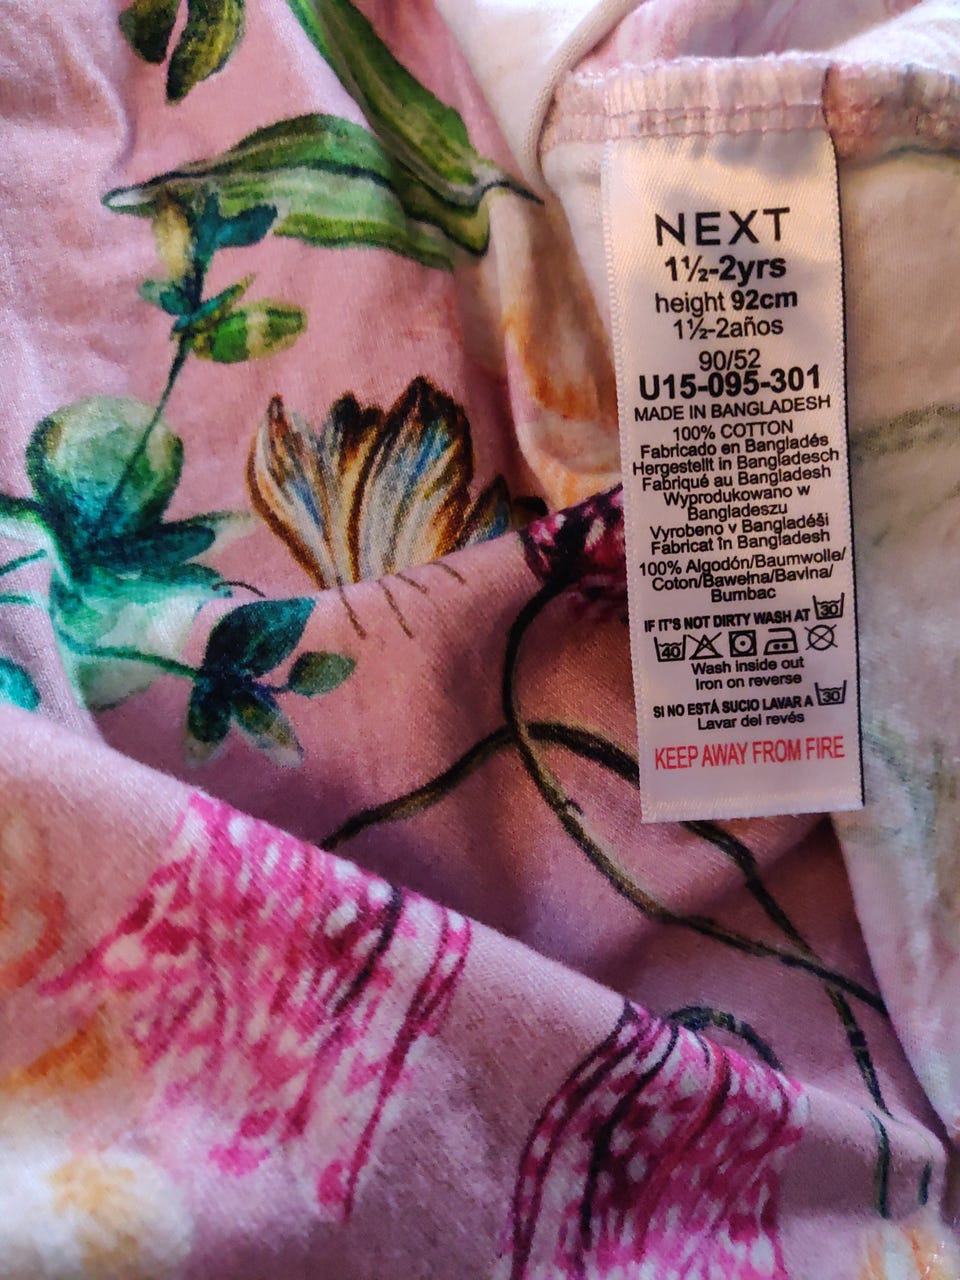 NEXT
1½-2yrs
height 92cm
1½-2años
90/52
U15-095-301
MADE IN BANGLADESH
100% COTTON
Fabricado en Bangladés
Hergestellt in Bangladesch
Fabriqué au Bangladesh
Wyprodukowano w
Bangladeszu
Vyrobeno v Bangladéši
Fabricat în Bangladesh
100% Algodón/Baumwolle/
Coton/Bawełna/Bavlna/
Bumbac
IF IT'S NOT DIRTY WASH AT 30
40
Wash inside out
Iron on reverse
SI NO ESTÁ SUCIO LAVAR A 30
Lavar del revés
KEEP AWAY FROM FIRE